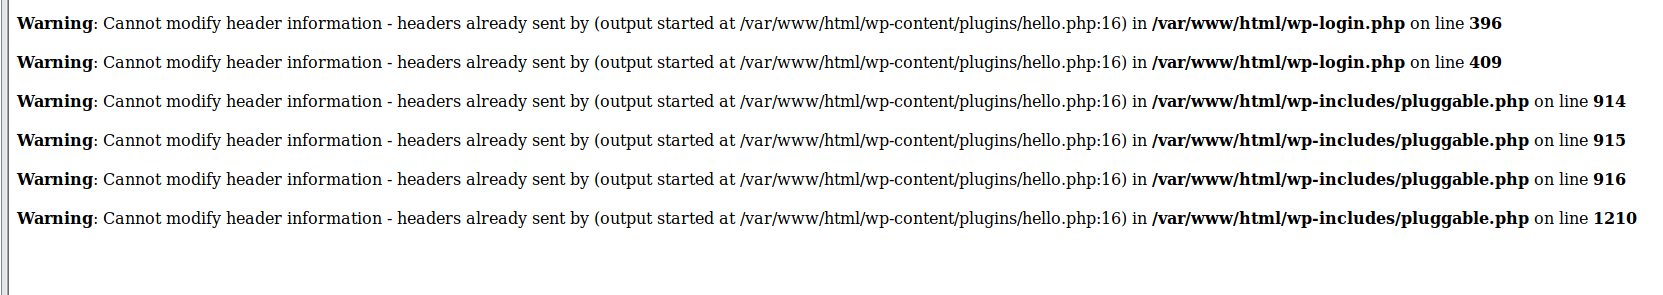 Warning: Cannot modify header information - headers already sent by (output started at /var/www/html/wp-content/plugins/hello.php:16) in /var/www/html/wp-login.php on line 396
Warning: Cannot modify header information - headers already sent by (output started at /var/www/html/wp-content/plugins/hello.php:16) in /var/www/html/wp-login.php on line 409
Warning: Cannot modify header information - headers already sent by (output started at /var/www/html/wp-content/plugins/hello.php:16) in /var/www/html/wp-includes/pluggable.php on line 914
Warning: Cannot modify header information - headers already sent by (output started at /var/www/html/wp-content/plugins/hello.php:16) in /var/www/html/wp-includes/pluggable.php on line 915
Warning: Cannot modify header information - headers already sent by (output started at /var/www/html/wp-content/plugins/hello.php:16) in /var/www/html/wp-includes/pluggable.php on line 916
Warning: Cannot modify header information - headers already sent by (output started at /var/www/html/wp-content/plugins/hello.php:16) in /var/www/html/wp-includes/pluggable.php on line 1210